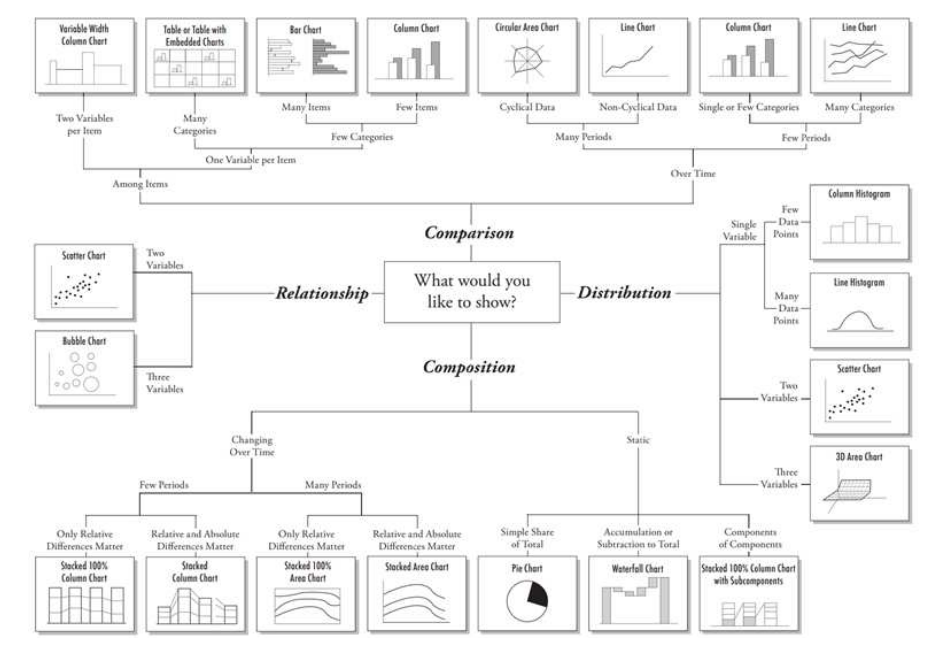 Variable Width
Column Chart
Table or Table with
Embedded Charts
Bar Chart
Column Chart
Circular Area Chart
Line Chart
Column Chart
Line Chart
Two Variables
per Item
Many
Categories
Many Items
Few Items
Cyclical Data
Non-Cyclical Data
Single or Few Categories
Many Categories
Few Categories
Many Periods
Few Periods
One Variable per Item
Among Items
Over Time
Comparison
What would you
like to show?
Relationship
Two
Variables
Scatter Chart
Three
Variables
Bubble Chart
Distribution
Single
Variable
Few
Data
Points
Column Histogram
Many
Data
Points
Line Histogram
Two
Variables
Scatter Chart
Three
Variables
3D Area Chart
Composition
Changing
Over Time
Static
Few Periods
Many Periods
Only Relative
Differences Matter
Relative and Absolute
Differences Matter
Only Relative
Differences Matter
Relative and Absolute
Differences Matter
Simple Share
of Total
Accumulation or
Subtraction to Total
Components
of Components
Stacked 100%
Column Chart
Stacked
Column Chart
Stacked 100%
Area Chart
Stacked Area Chart
Pie Chart
Waterfall Chart
Stacked 100% Column Chart
with Subcomponents